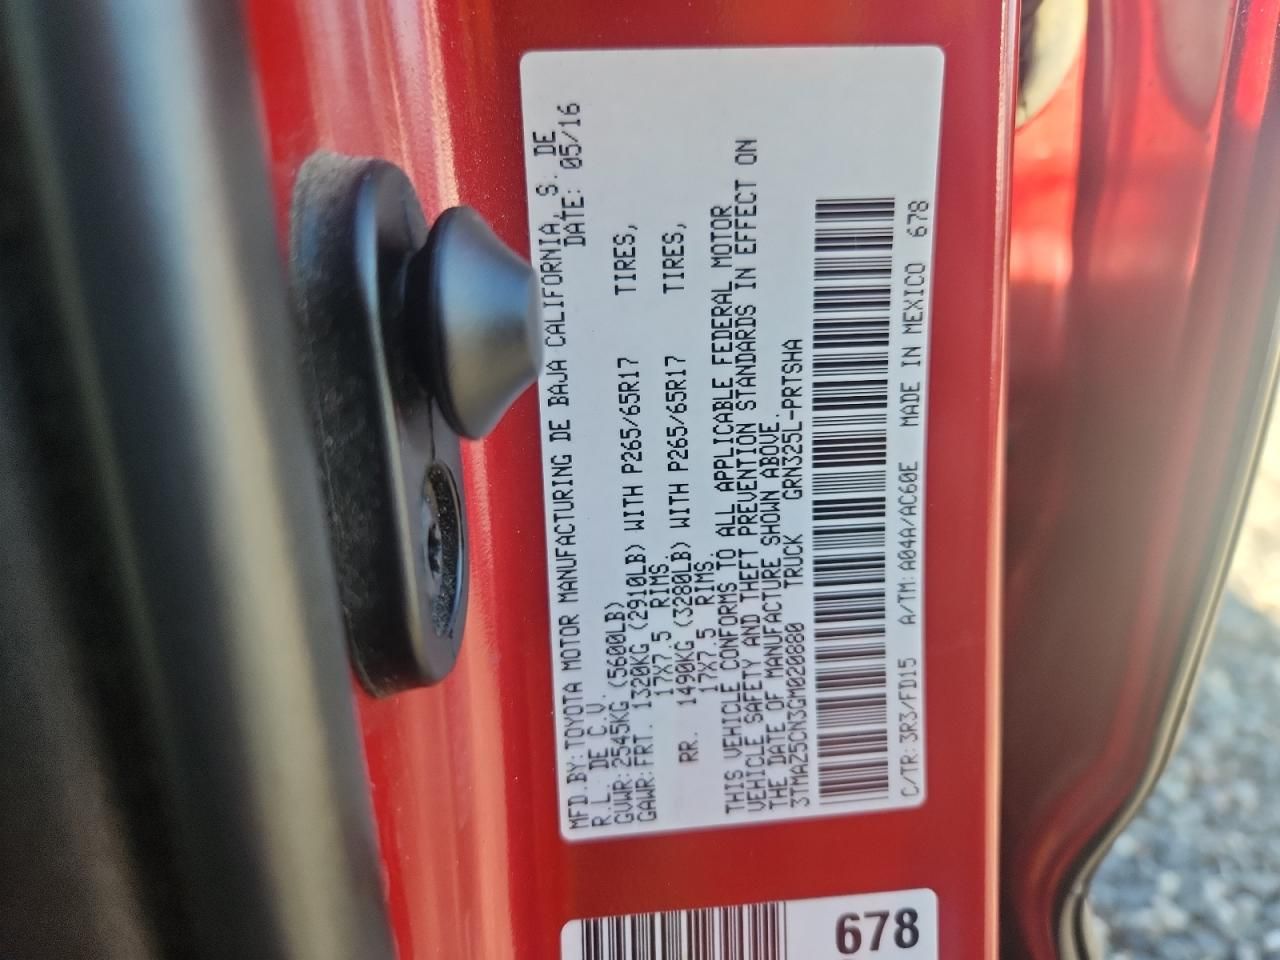 MFD.BY:TOYOTA MOTOR MANUFACTURING DE BAJA CALIFORNIA, S. DE
R.L. DE C.V. DATE: 05/16
GVWR:2545KG (5600LB)
GAWR:FRT. 1320KG (2910LB) WITH P265/65R17 TIRES,
17X7.5 RIMS.
RR. 1490KG (3280LB) WITH P265/65R17 TIRES,
17X7.5 RIMS.
THIS VEHICLE CONFORMS TO ALL APPLICABLE FEDERAL MOTOR
VEHICLE SAFETY AND THEFT PREVENTION STANDARDS IN EFFECT ON
THE DATE OF MANUFACTURE SHOWN ABOVE.
3TMAZ5CN3GM020880 TRUCK GRN325L-PRTSHA
C/TR:3R3/FD15 A/TM:A04A/AC60E MADE IN MEXICO 678
678